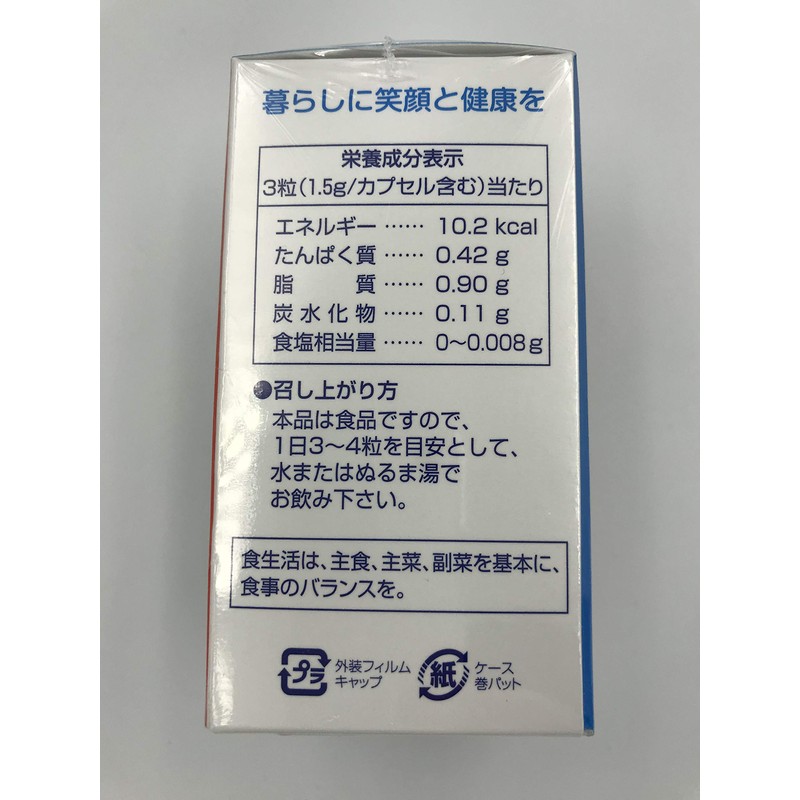 暮らしに笑顔と健康を
栄養成分表示
3粒(1.5g/カプセル含む)当たり
エネルギー…… 10.2 kcal
たんぱく質…… 0.42 g
脂　　質…… 0.90 g
炭水化物…… 0.11 g
食塩相当量…… 0〜0.008g
●召し上がり方
本品は食品ですので、
1日3〜4粒を目安として、
水またはぬるま湯で
お飲み下さい。
食生活は、主食、主菜、副菜を基本に、
食事のバランスを。
プラ
外装フィルム
キャップ
紙
ケース
巻パット